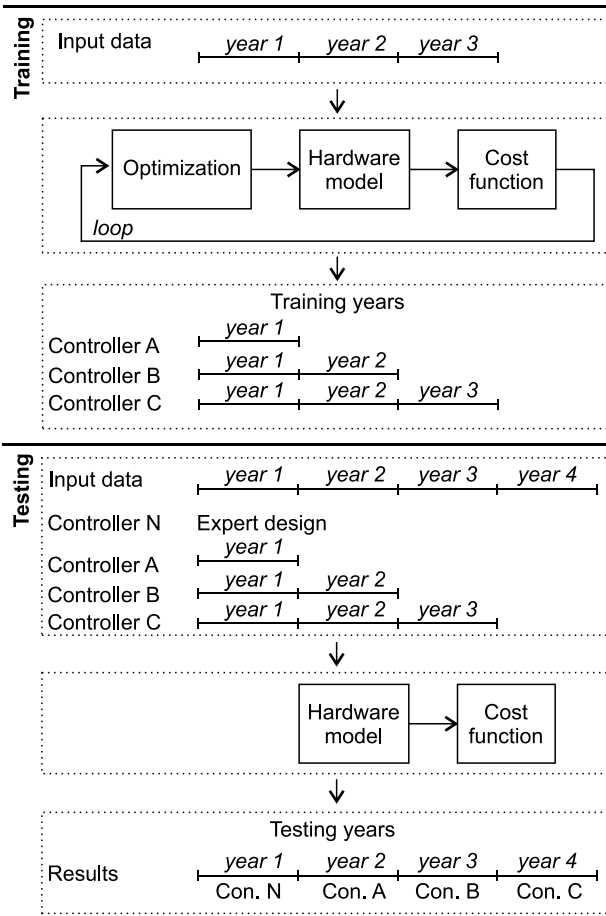 Training
Input data year 1 year 2 year 3
Optimization
Hardware model
Cost function
loop
Training years
Controller A year 1
Controller B year 1 year 2
Controller C year 1 year 2 year 3
Testing
Input data year 1 year 2 year 3 year 4
Controller N Expert design
Controller A year 1
Controller B year 1 year 2
Controller C year 1 year 2 year 3
Hardware model
Cost function
Testing years
Results year 1 year 2 year 3 year 4
Con. N Con. A Con. B Con. C